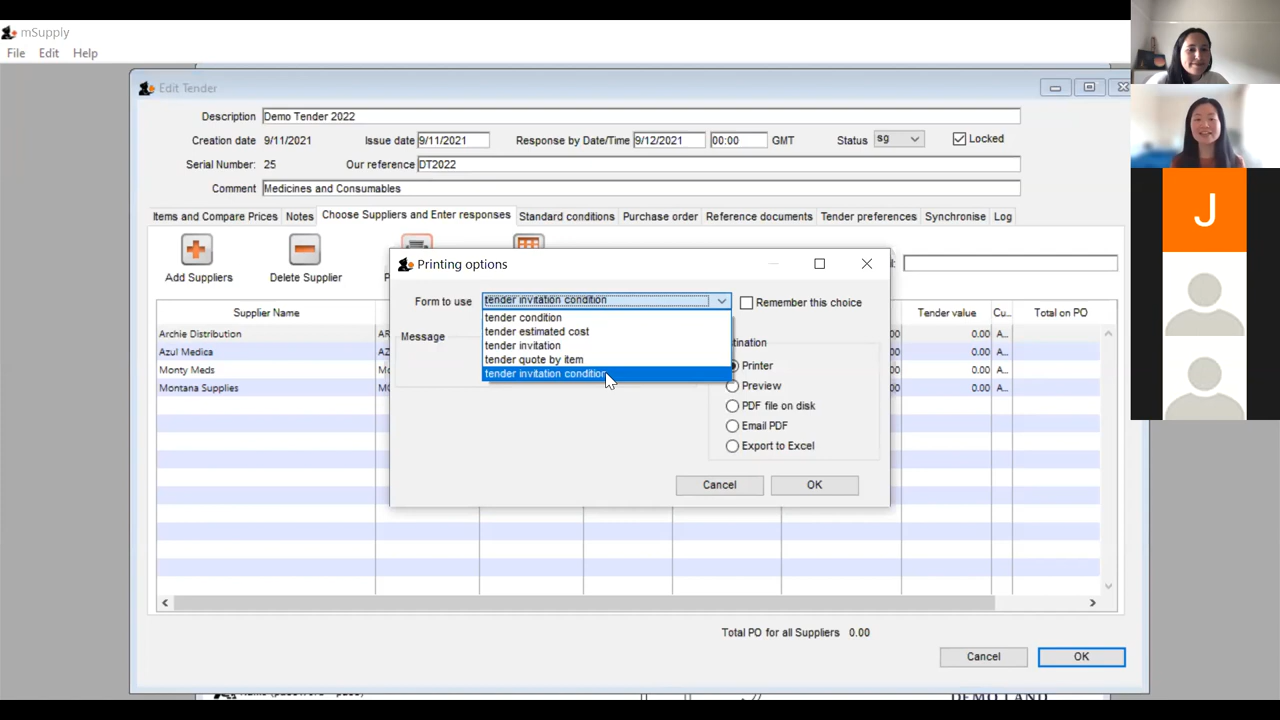 mSupply
File Edit Help
Edit Tender
Description Demo Tender 2022
Creation date 9/11/2021 Issue date 9/11/2021 Response by Date/Time 9/12/2021 00:00 GMT Status sg Locked
Serial Number: 25 Our reference DT2022
Comment Medicines and Consumables
Items and Compare Prices Notes Choose Suppliers and Enter responses Standard conditions Purchase order Reference documents Tender preferences Synchronise Log
Add Suppliers Delete Supplier
Printing options
Form to use tender invitation condition Remember this choice
tender condition
tender estimated cost
tender invitation
tender quote by item
tender invitation condition
Message
Printer
Preview
PDF file on disk
Email PDF
Export to Excel
Cancel OK
Supplier Name Tender value Cu... Total on PO
Archie Distribution 0.00 A...
Azul Medica AZ 0.00 A...
Monty Meds 0.00 A...
Montana Supplies 0.00 A...
Total PO for all Suppliers 0.00
Cancel OK
DEMO LAND
J